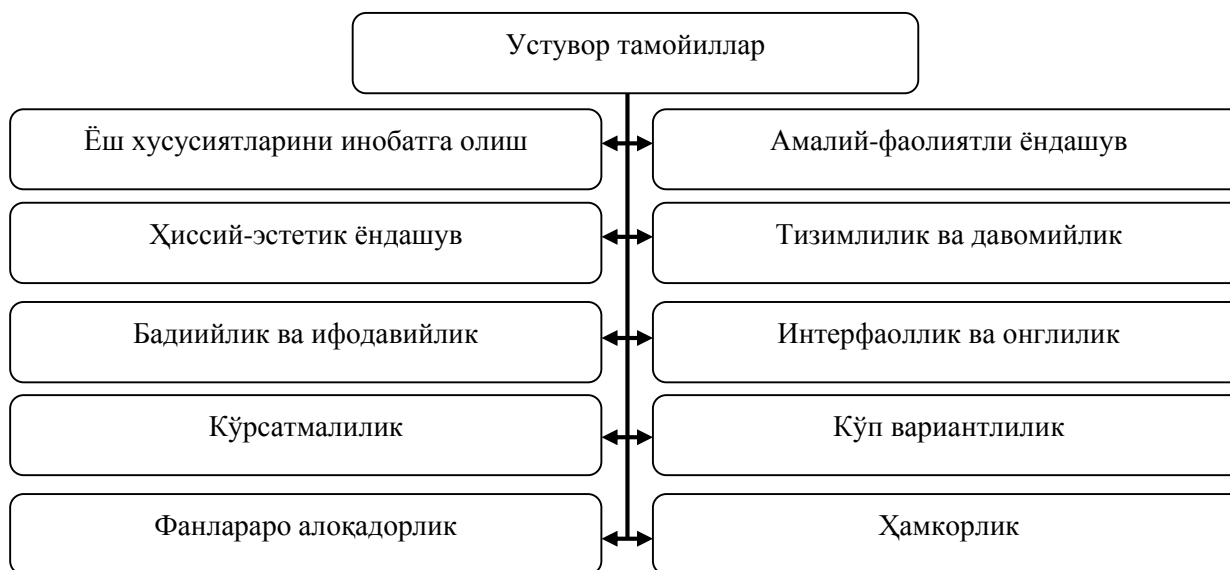 Устувор тамойиллар
Ёш хусусиятларини инобатга олиш
Амалий-фаолиятли ёндашув
Ҳиссий-эстетик ёндашув
Тизимлилик ва давомийлик
Бадиийлик ва ифодавийлик
Интерфаоллик ва онглилик
Кўрсатмалилик
Кўп вариантлилик
Фанлараро алоқадорлик
Ҳамкорлик